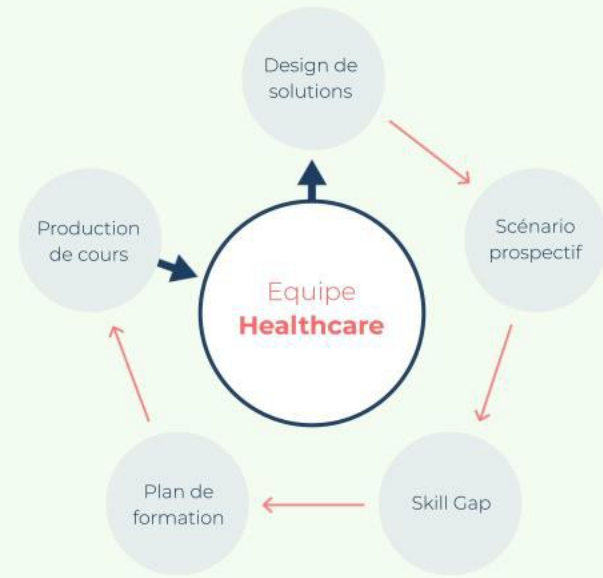 Design de
solutions
Production
de cours
Scénario
prospectif
Equipe
Healthcare
Plan de
formation
Skill Gap